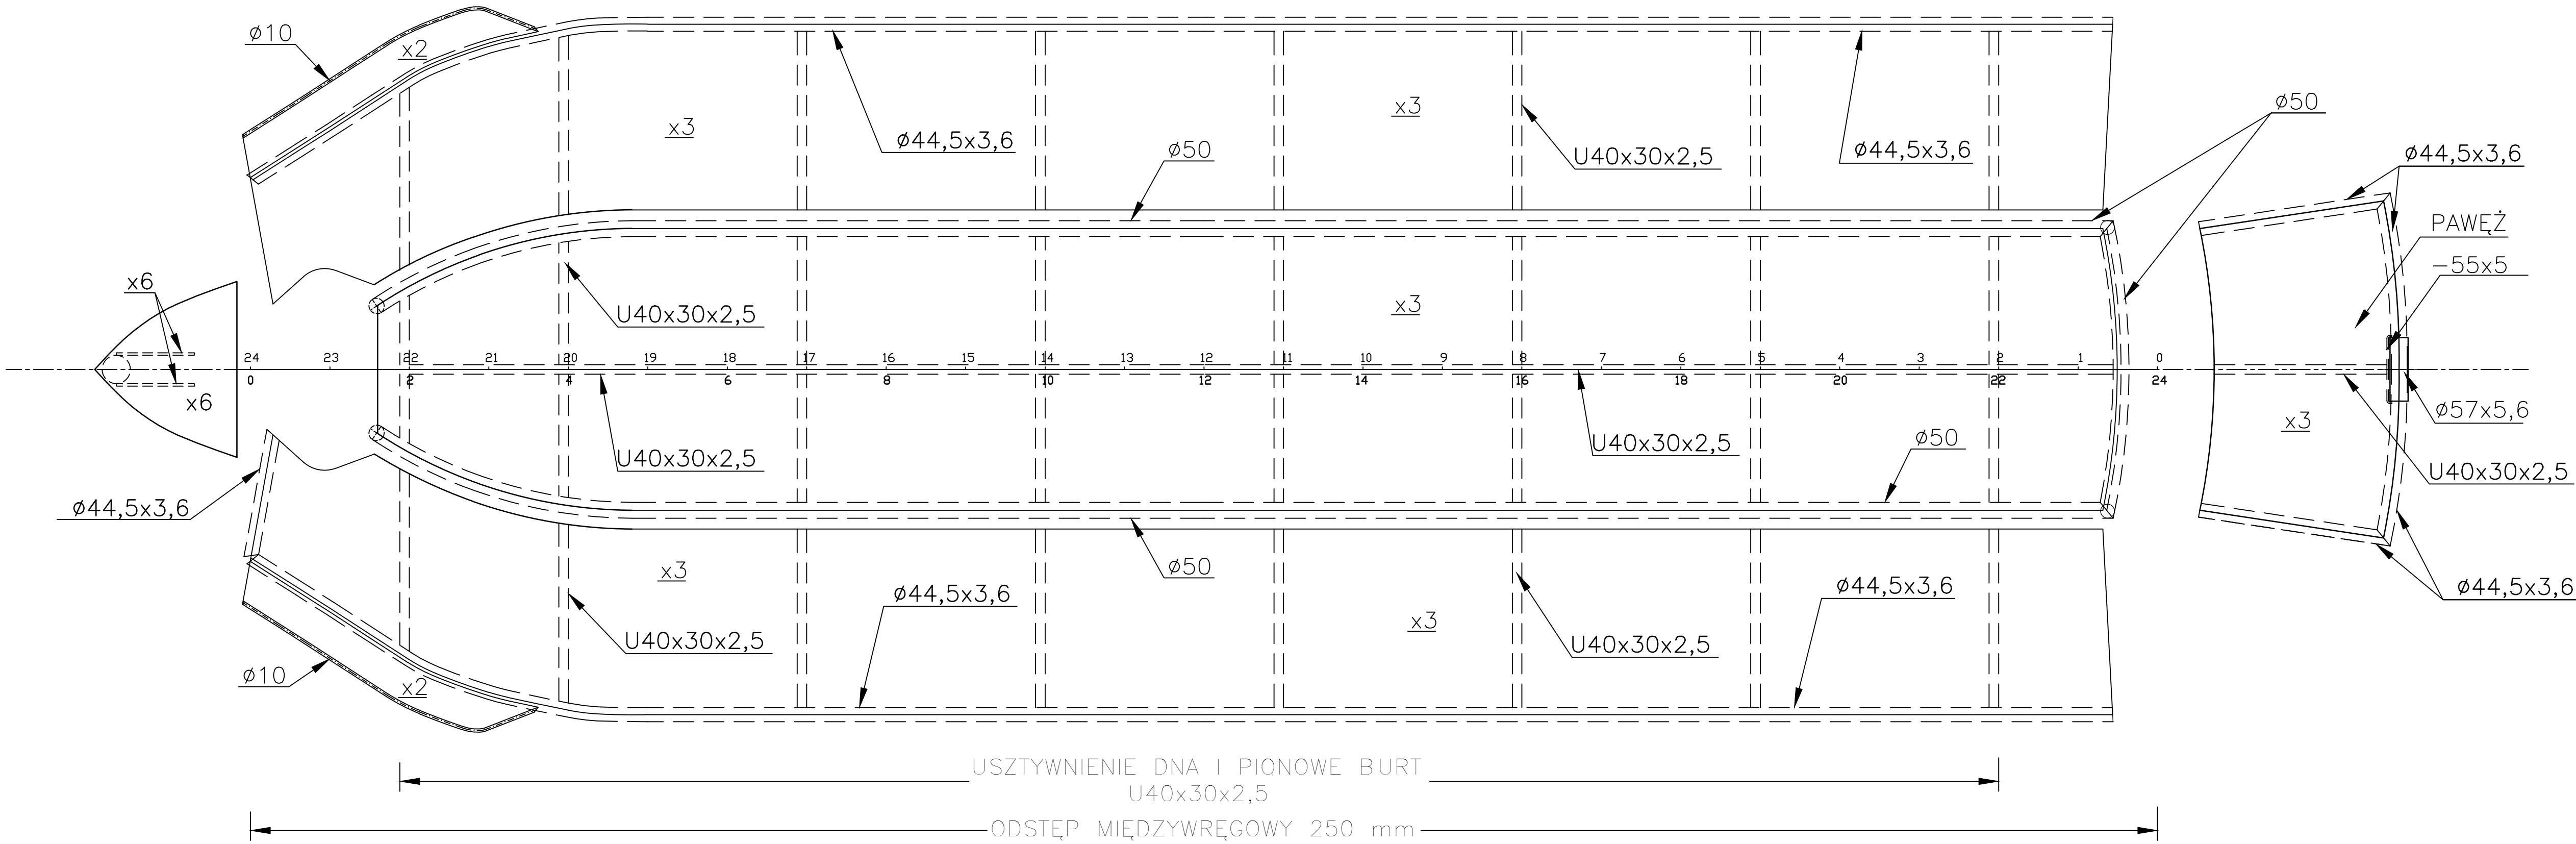 ø10
x2
x3
ø44,5x3,6
ø50
x3
U40x30x2,5
ø44,5x3,6
ø50
ø44,5x3,6
PAWĘŻ
-55x5
x6
x6
U40x30x2,5
x3
24 23 22 21 20 19 18 17 16 15 14 13 12 11 10 9 8 7 6 5 4 3 2 1 0
0 2 4 6 8 10 12 14 16 18 20 22 24
ø57x5,6
x3
U40x30x2,5
U40x30x2,5
U40x30x2,5
ø50
ø44,5x3,6
x3
ø50
ø44,5x3,6
U40x30x2,5
ø44,5x3,6
x3
U40x30x2,5
ø44,5x3,6
ø10
x2
USZTYWNIENIE DNA I PIONOWE BURT
U40x30x2,5
ODSTĘP MIĘDZYWRĘGOWY 250 mm